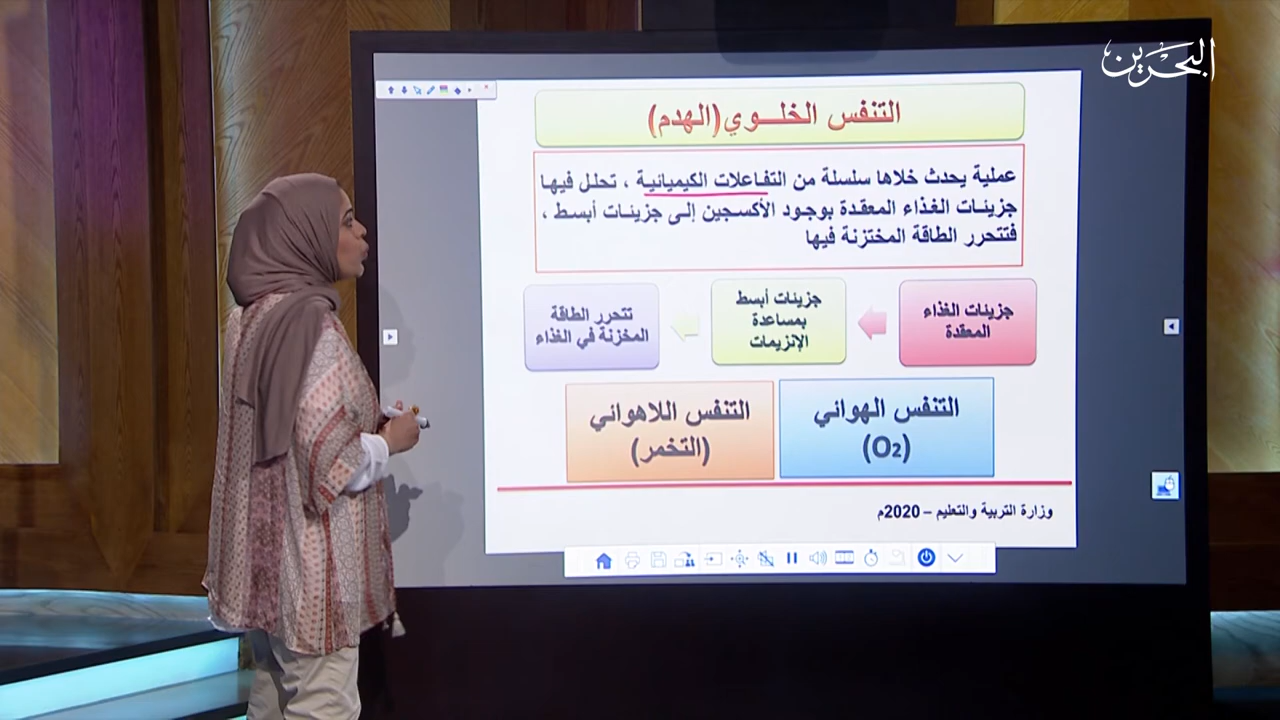 البحرين
التنفس الخلــوي(الهدم)
عملية يحدث خلاها سلسلة من التفاعلات الكيميائية ، تحلل فيها
جزيئات الغذاء المعقدة بوجود الأكسجين إلى جزيئات أبسط ،
فتتحرر الطاقة المختزنة فيها
جزيئات الغذاء
المعقدة
جزيئات أبسط
بمساعدة
الإنزيمات
تتحرر الطاقة
المخزنة في الغذاء
التنفس الهوائي
(O₂)
التنفس اللاهوائي
(التخمر)
وزارة التربية والتعليم – 2020م